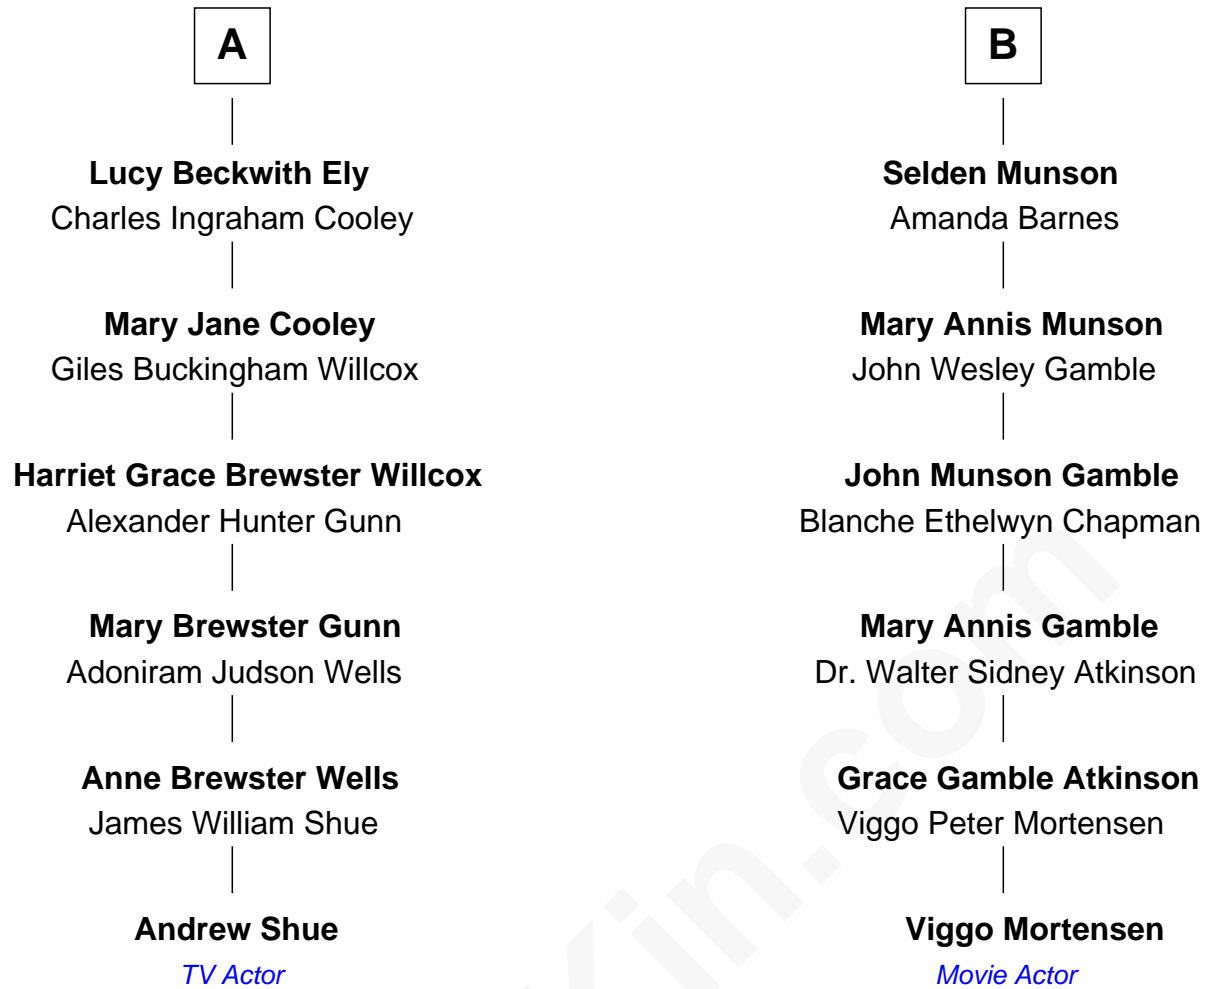 A
B
Lucy Beckwith Ely
Charles Ingraham Cooley
Selden Munson
Amanda Barnes
Mary Jane Cooley
Giles Buckingham Willcox
Mary Annis Munson
John Wesley Gamble
Harriet Grace Brewster Willcox
Alexander Hunter Gunn
John Munson Gamble
Blanche Ethelwyn Chapman
Mary Brewster Gunn
Adoniram Judson Wells
Mary Annis Gamble
Dr. Walter Sidney Atkinson
Anne Brewster Wells
James William Shue
Grace Gamble Atkinson
Viggo Peter Mortensen
Andrew Shue
TV Actor
Viggo Mortensen
Movie Actor
Kin.com